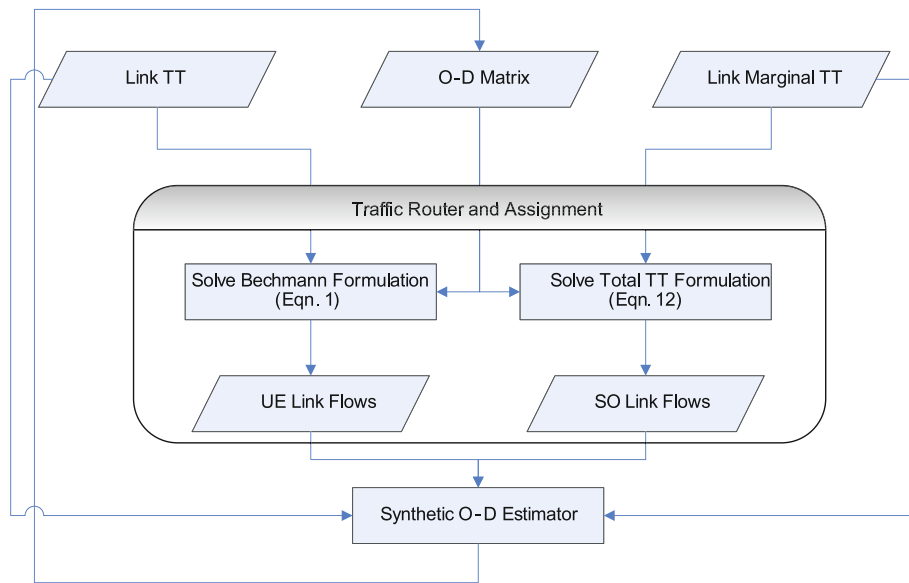 Link TT
O-D Matrix
Link Marginal TT
Traffic Router and Assignment
Solve Bechmann Formulation
(Eqn. 1)
Solve Total TT Formulation
(Eqn. 12)
UE Link Flows
SO Link Flows
Synthetic O-D Estimator